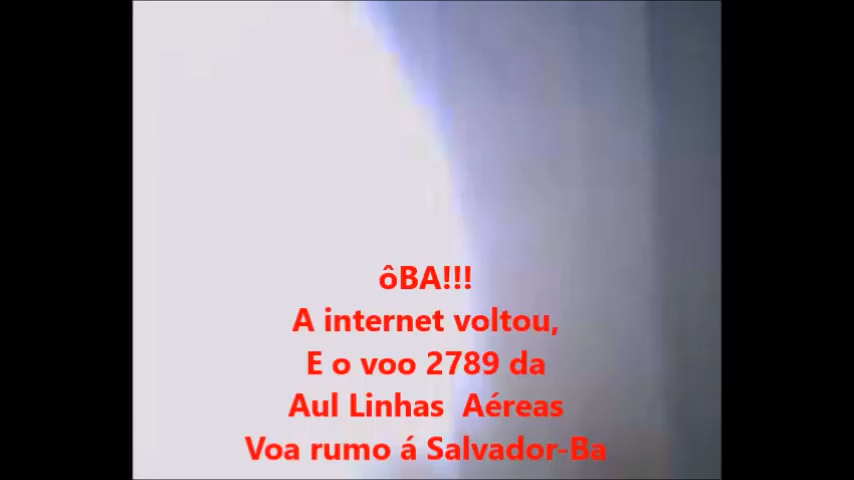 ôBA!!!
A internet voltou,
E o voo 2789 da
Aul Linhas  Aéreas
Voa rumo á Salvador-Ba